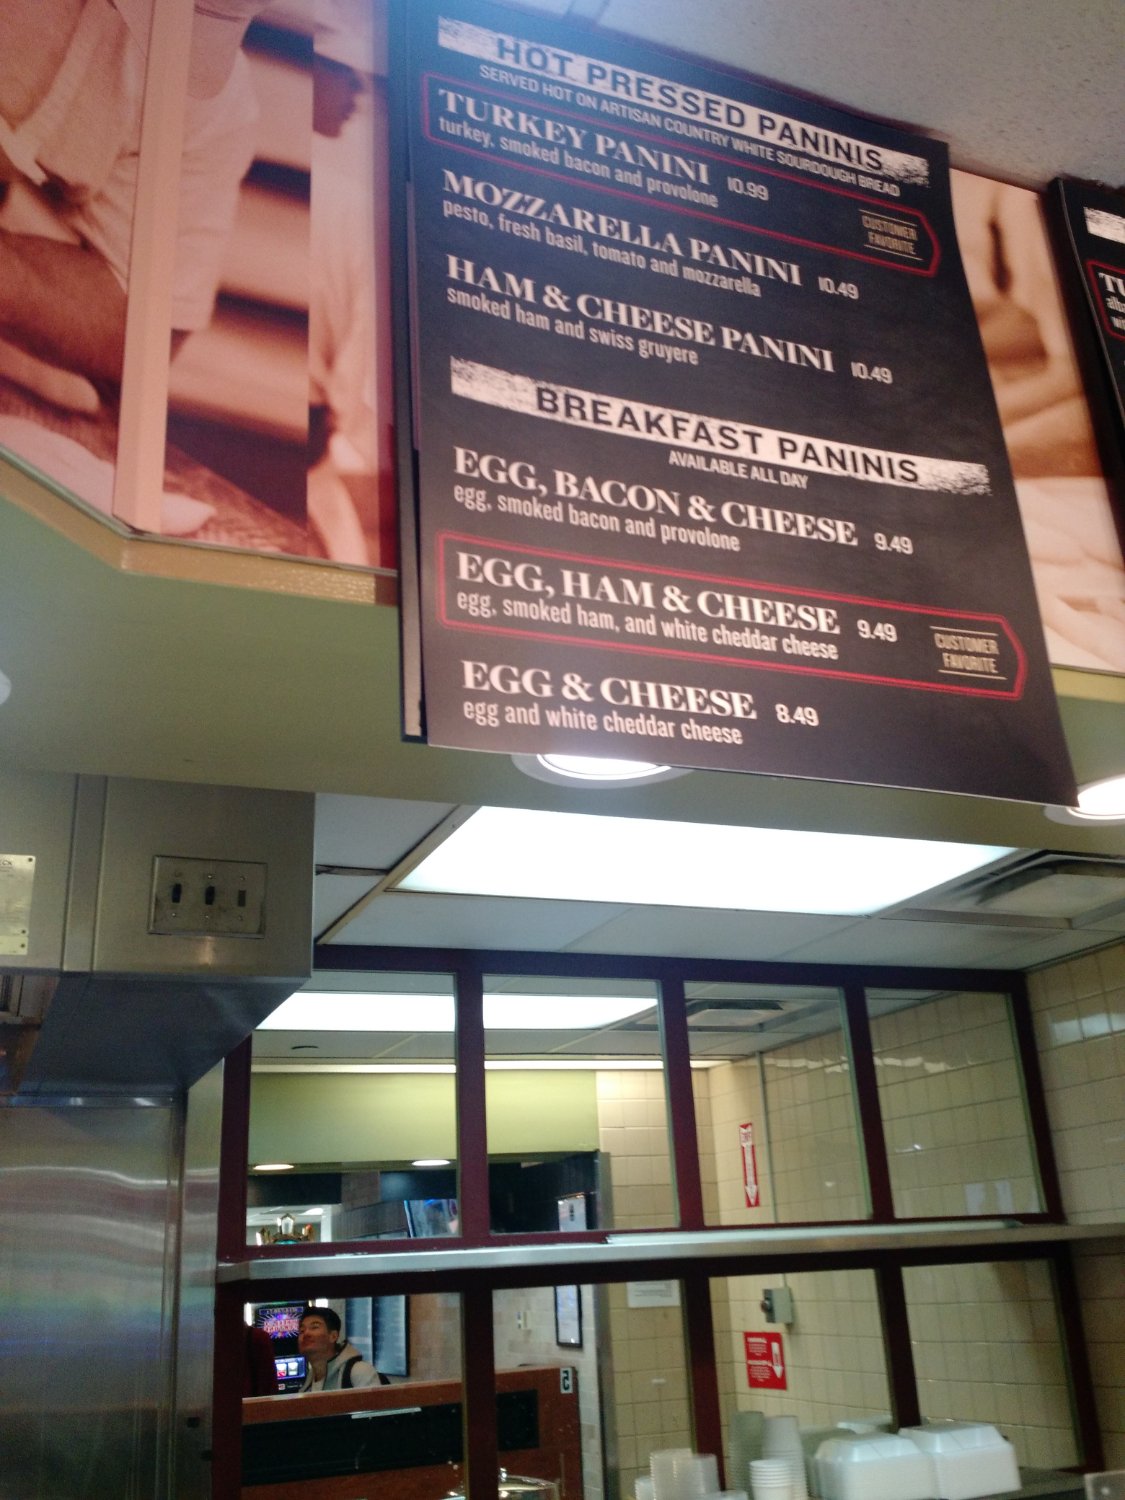 HOT PRESSED PANINIS
SERVED HOT ON ARTISAN COUNTRY WHITE SOURDOUGH BREAD
TURKEY PANINI 10.99
turkey, smoked bacon and provolone
CUSTOMER
FAVORITE
MOZZARELLA PANINI 10.49
pesto, fresh basil, tomato and mozzarella
HAM & CHEESE PANINI 10.49
smoked ham and swiss gruyere
BREAKFAST PANINIS
AVAILABLE ALL DAY
EGG, BACON & CHEESE 9.49
egg, smoked bacon and provolone
EGG, HAM & CHEESE 9.49
egg, smoked ham, and white cheddar cheese
CUSTOMER
FAVORITE
EGG & CHEESE 8.49
egg and white cheddar cheese